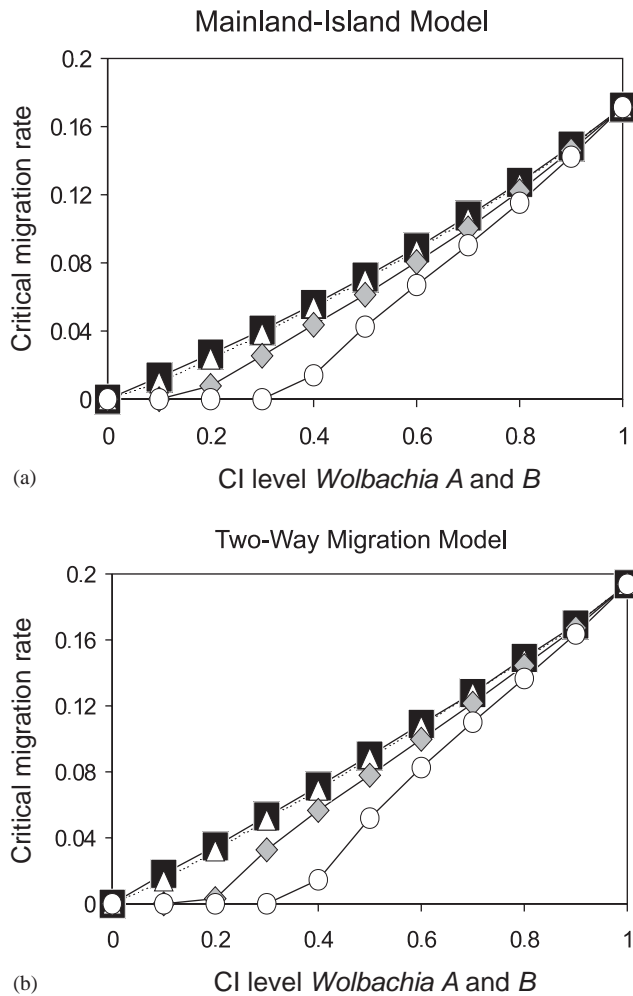 Mainland-Island Model
0.2
0.16
0.12
0.08
0.04
0
0 0.2 0.4 0.6 0.8 1
Critical migration rate
(a) CI level Wolbachia A and B
Two-Way Migration Model
0.2
0.16
0.12
0.08
0.04
0
0 0.2 0.4 0.6 0.8 1
Critical migration rate
(b) CI level Wolbachia A and B